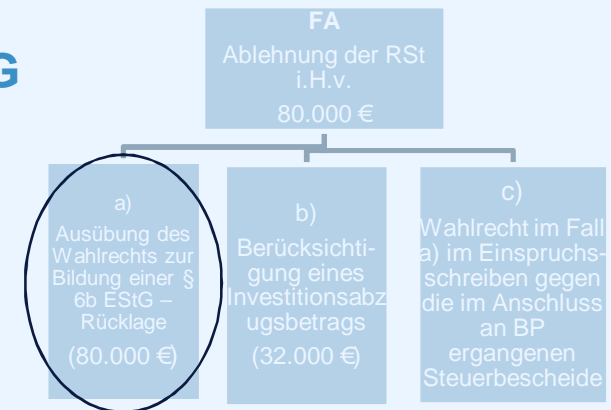 G
FA
Ablehnung der RSt
i.H.v.
80.000 €
a)
Ausübung des
Wahlrechts zur
Bildung einer §
6b EStG –
Rücklage
(80.000 €)
b)
Berücksichti-
gung eines
Investitionsabz
ugsbetrags
(32.000 €)
c)
Wahlrecht im Fall
a) im Einspruchs-
schreiben gegen
die im Anschluss
an BP
ergangenen
Steuerbescheide